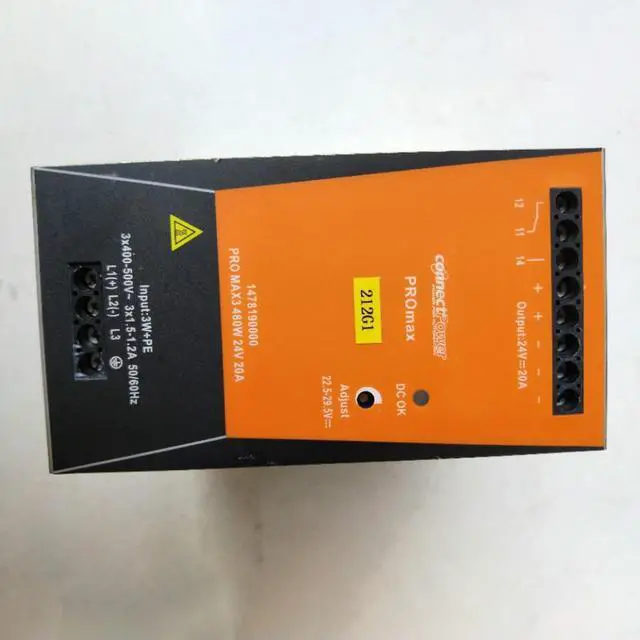 12
11
14
+
+
-
-
-
Output:24V⎓20A
connectPower
PROmax
DC OK
212G1
Adjust
22.5-29.5V⎓
1478190000
PRO MAX3 480W 24V 20A
Input:3W+PE
3x400-500V~ 3x1.5-1.2A 50/60Hz
L1(+) L2(-) L3